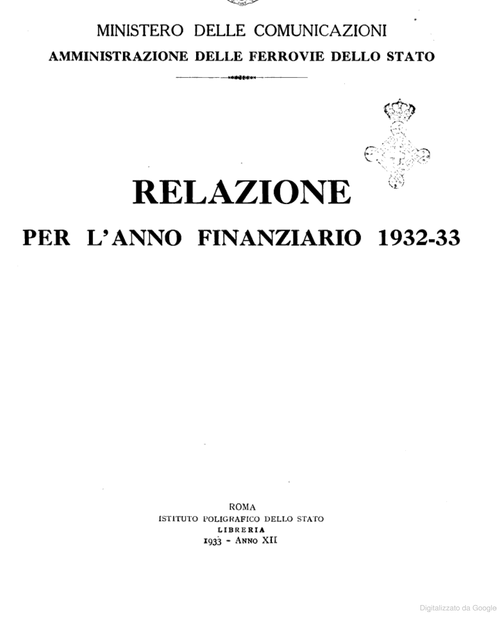 MINISTERO DELLE COMUNICAZIONI
AMMINISTRAZIONE DELLE FERROVIE DELLO STATO
RELAZIONE
PER L'ANNO FINANZIARIO 1932-33
ROMA
ISTITUTO POLIGRAFICO DELLO STATO
LIBRERIA
1933 - ANNO XII
Digitalizzato da Google